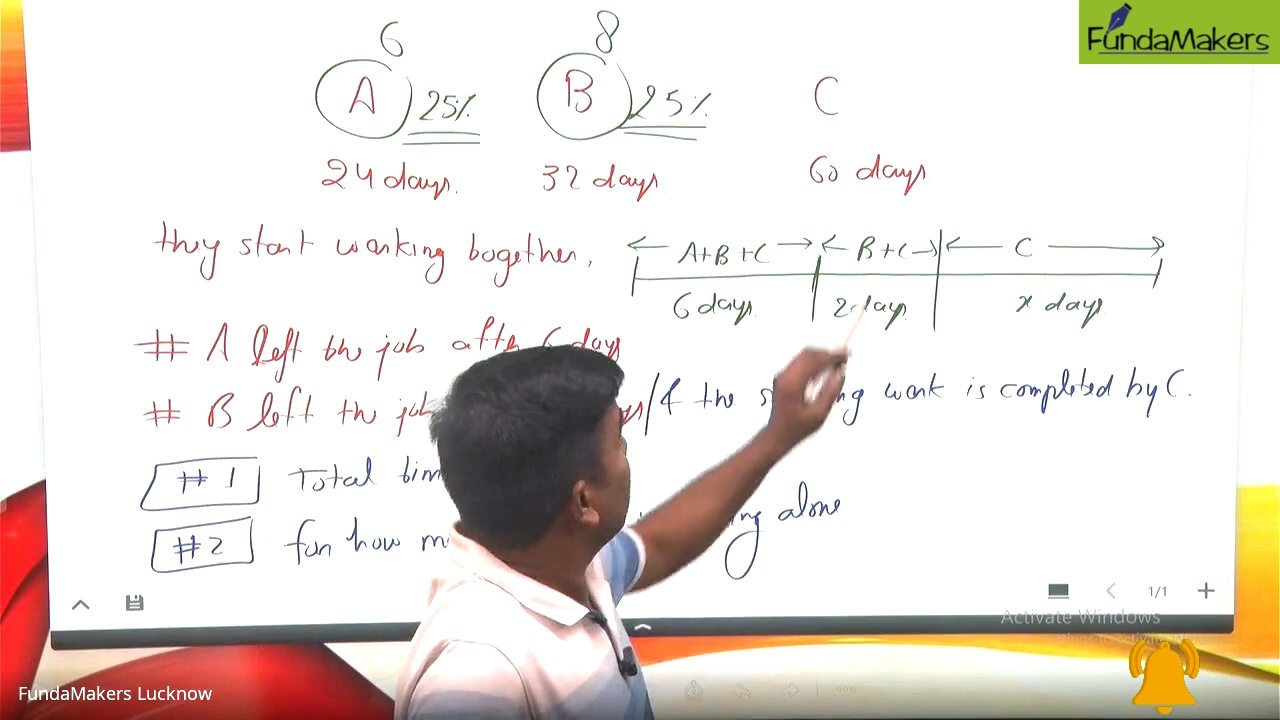 FundaMakers
6 8
A 25% B 25% C
24 days. 32 days 60 days
they start working together,
A+B+C B+C C
6 days 2 days x days
# A left the job after 6 days
# B left the job
If the work is completed by C.
#1 Total
#2 for how alone
1/1
Activate Windows
FundaMakers Lucknow